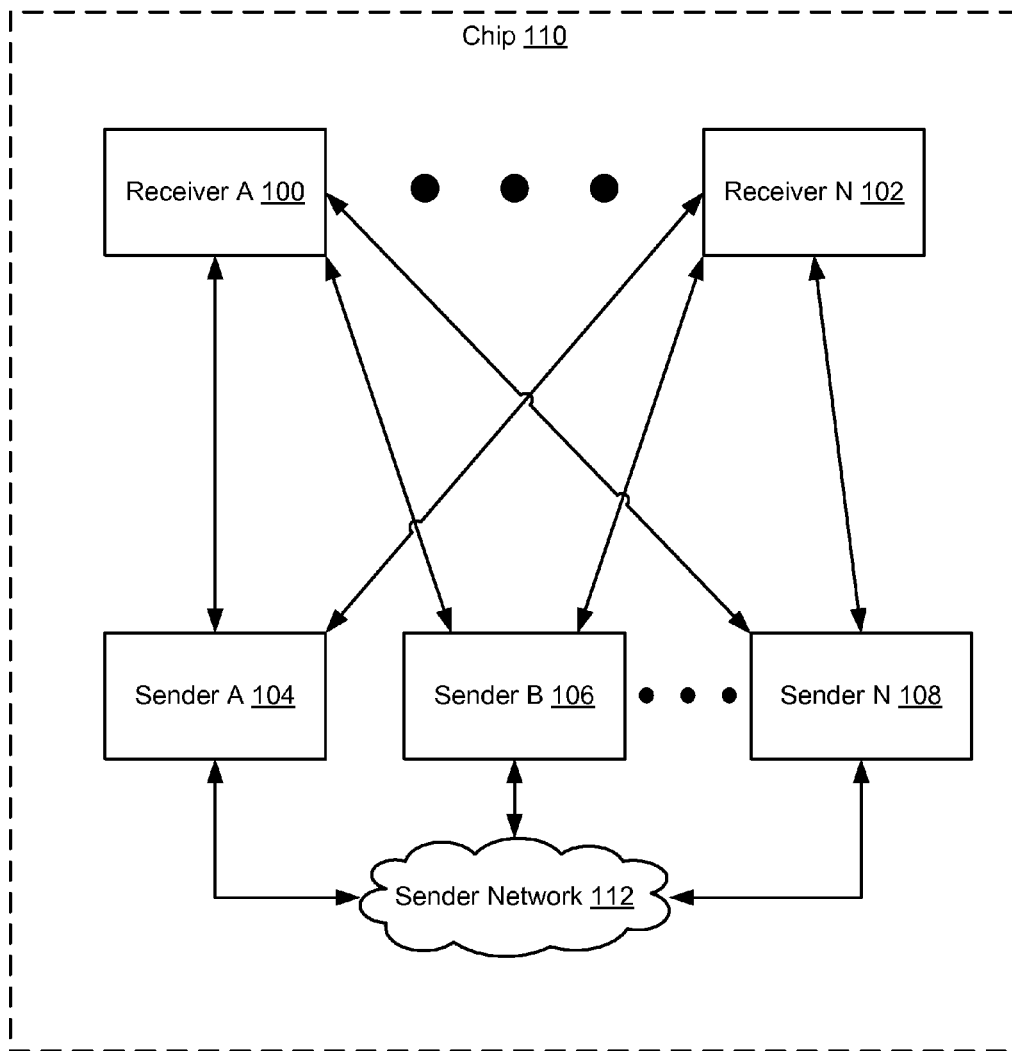 Chip 110
Receiver A 100
Receiver N 102
Sender A 104
Sender B 106
Sender N 108
Sender Network 112